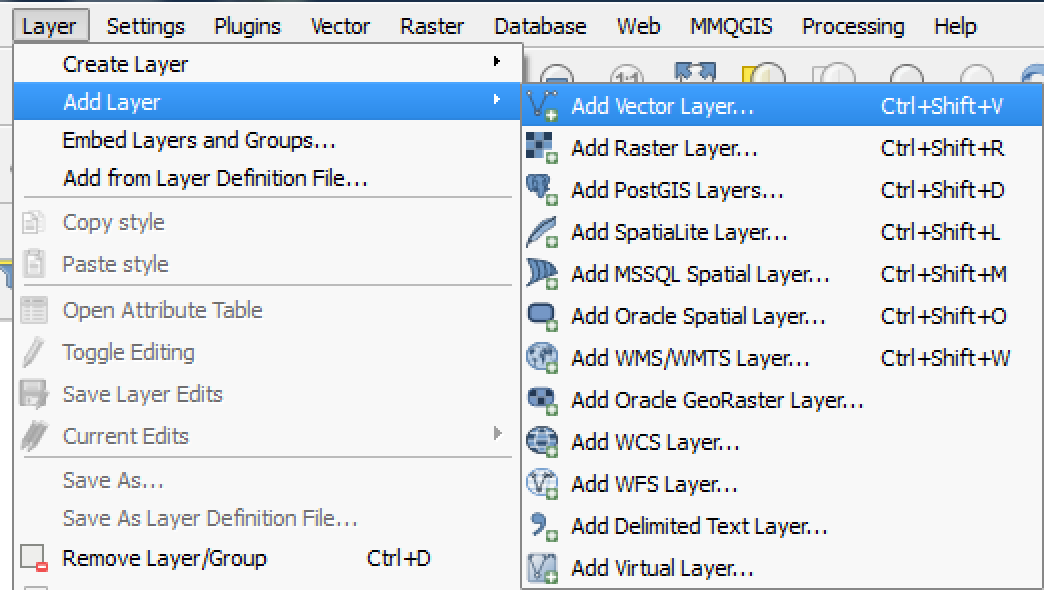 Layer Settings Plugins Vector Raster Database Web MMQGIS Processing Help
Create Layer
Add Layer
Embed Layers and Groups...
Add from Layer Definition File...
Copy style
Paste style
Open Attribute Table
Toggle Editing
Save Layer Edits
Current Edits
Save As...
Save As Layer Definition File...
Remove Layer/Group Ctrl+D
1:1
Add Vector Layer... Ctrl+Shift+V
Add Raster Layer... Ctrl+Shift+R
Add PostGIS Layers... Ctrl+Shift+D
Add SpatiaLite Layer... Ctrl+Shift+L
Add MSSQL Spatial Layer... Ctrl+Shift+M
Add Oracle Spatial Layer... Ctrl+Shift+O
Add WMS/WMTS Layer... Ctrl+Shift+W
Add Oracle GeoRaster Layer...
Add WCS Layer...
Add WFS Layer...
Add Delimited Text Layer...
Add Virtual Layer...